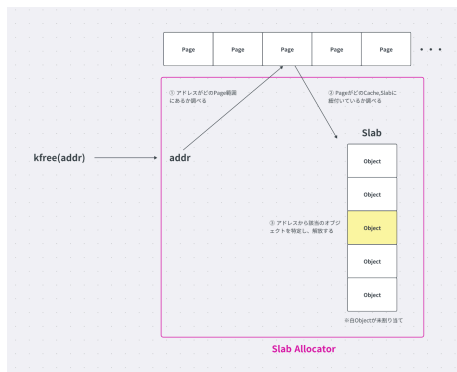 Page Page Page Page Page
① アドレスがどのPage範囲
にあるか調べる
② PageがどのCache,Slabに
紐付いているか調べる
Slab
kfree(addr)
addr
Object
Object
③ アドレスから該当のオブジ
ェクトを特定し、解放する
Object
Object
Object
※白Objectが未割り当て
Slab Allocator